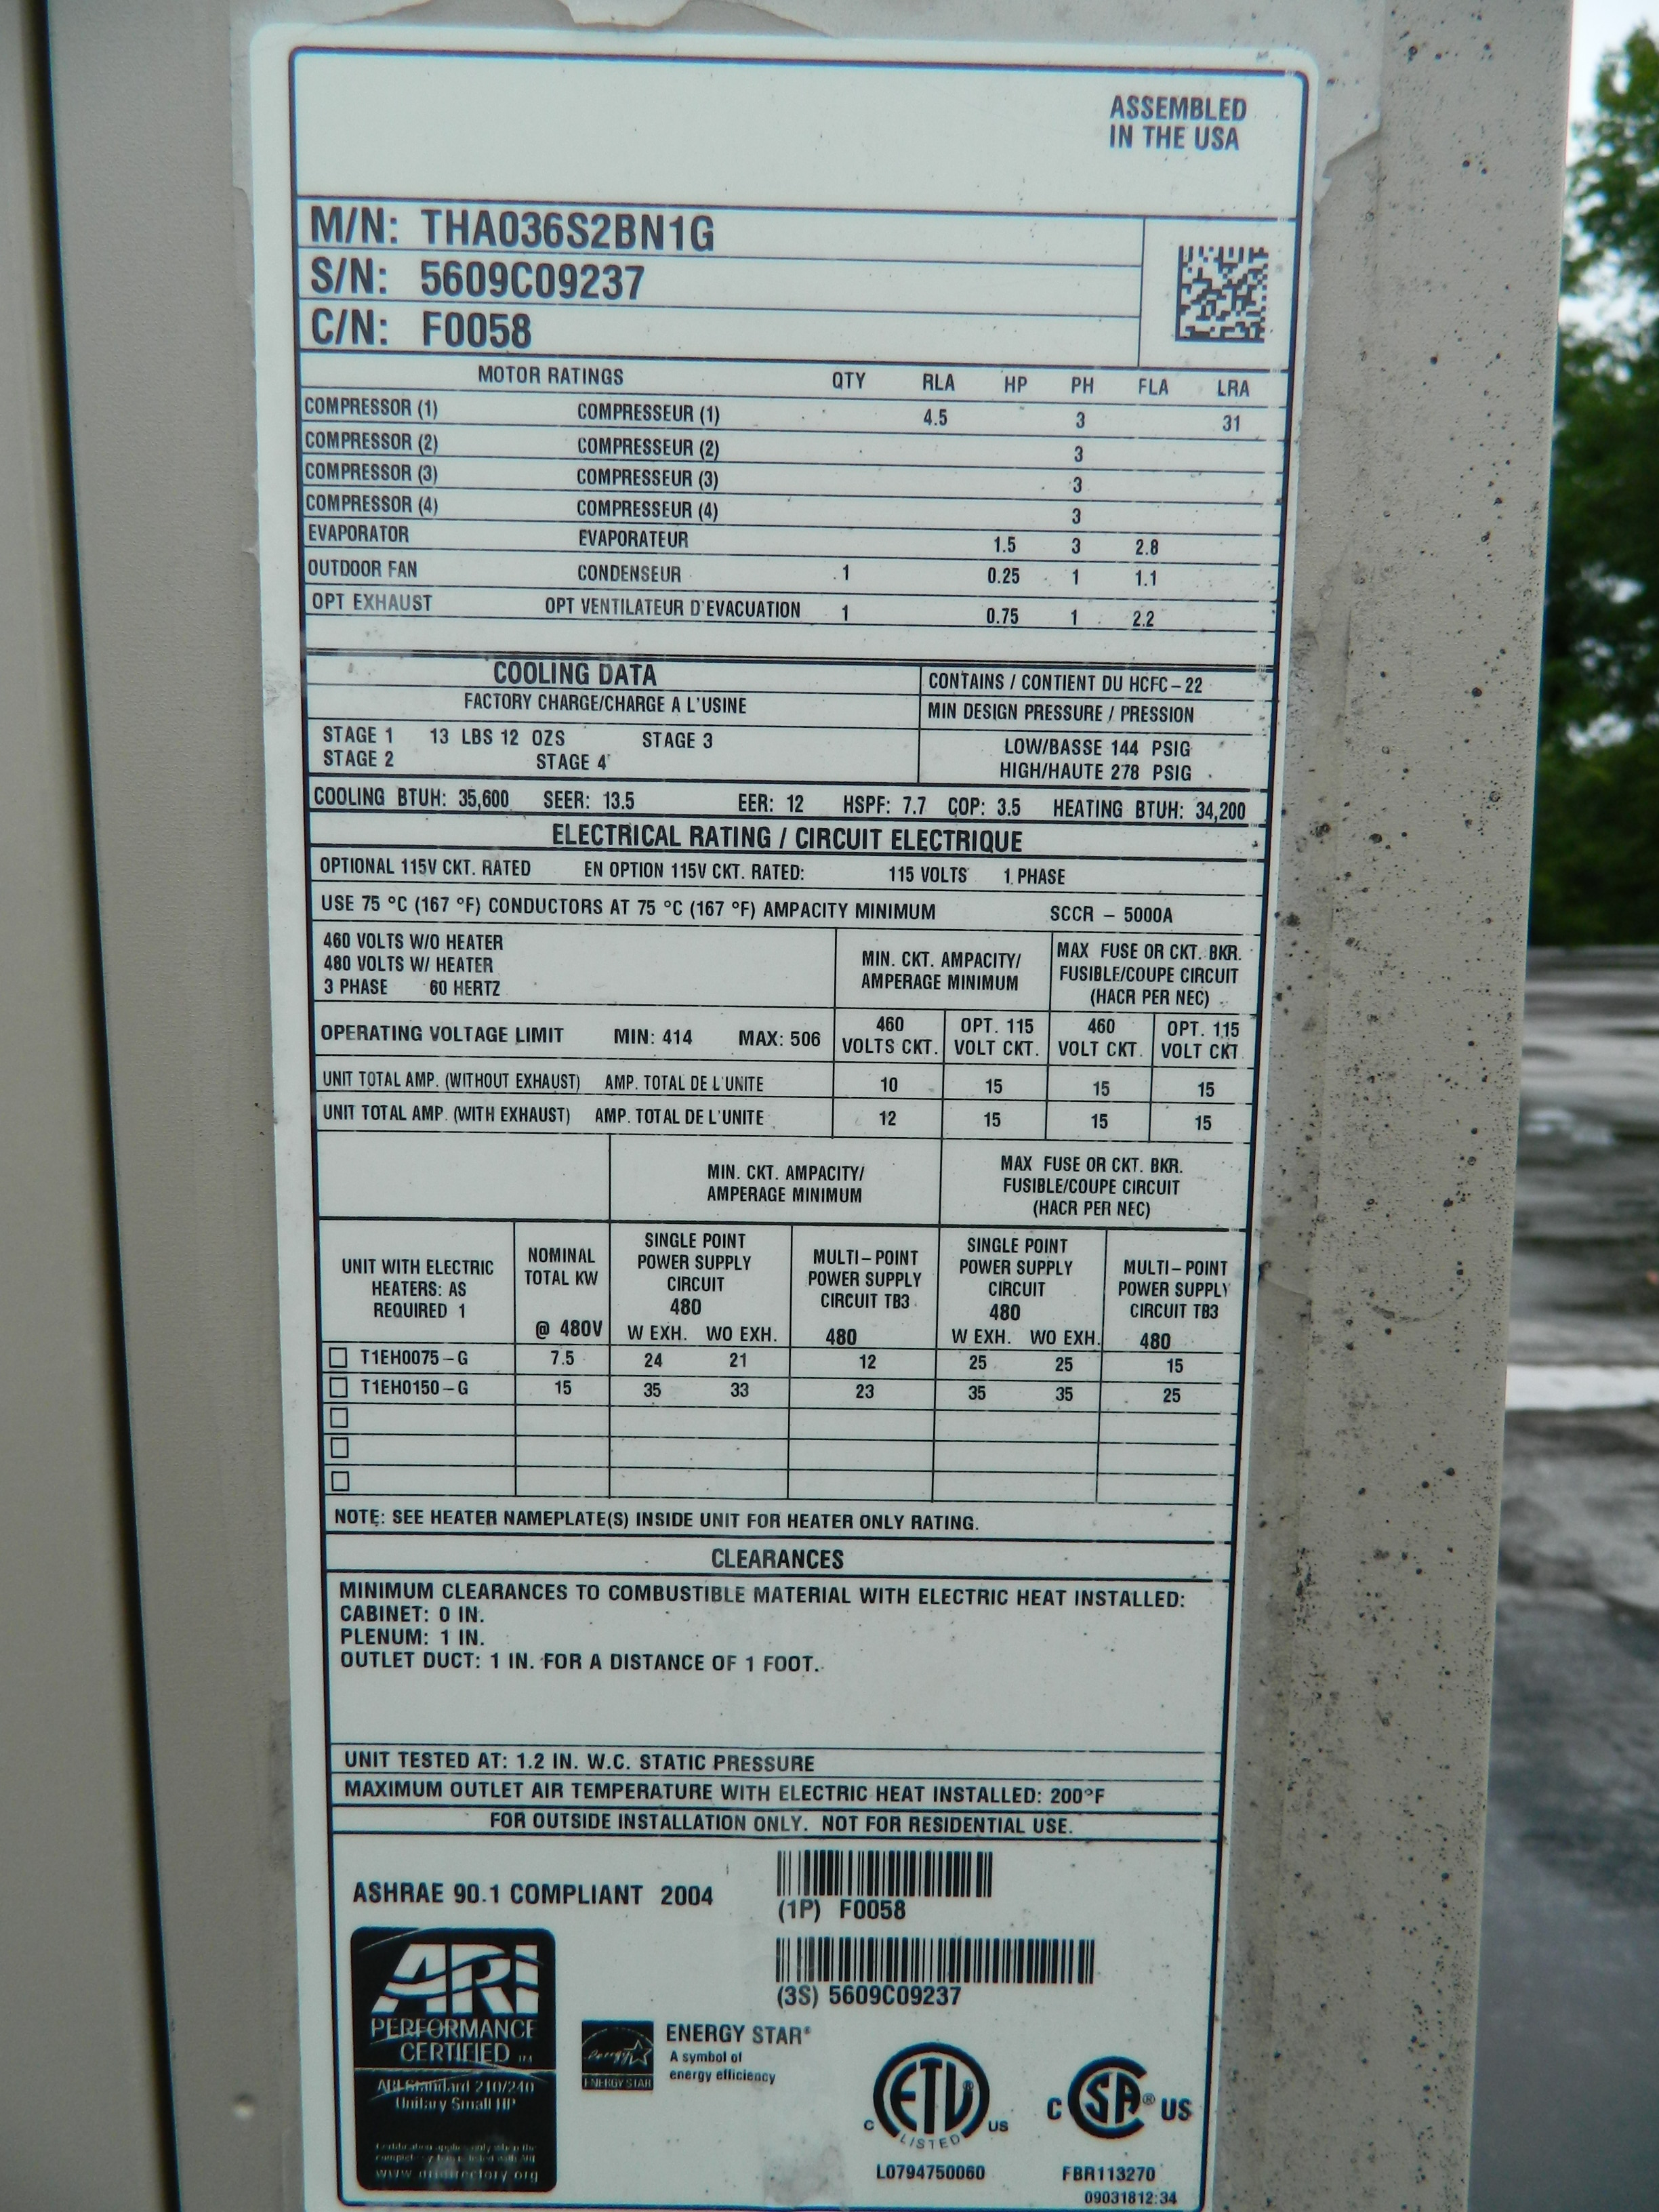 ASSEMBLED
IN THE USA
M/N: THA036S2BN1G
S/N: 5609C09237
C/N: F0058
MOTOR RATINGS QTY RLA HP PH FLA LRA
COMPRESSOR (1) COMPRESSEUR (1) 4.5 3 31
COMPRESSOR (2) COMPRESSEUR (2) 3
COMPRESSOR (3) COMPRESSEUR (3) 3
COMPRESSOR (4) COMPRESSEUR (4) 3
EVAPORATOR EVAPORATEUR 1.5 3 2.8
OUTDOOR FAN CONDENSEUR 1 0.25 1 1.1
OPT EXHAUST OPT VENTILATEUR D'EVACUATION 1 0.75 1 2.2
COOLING DATA
FACTORY CHARGE/CHARGE A L'USINE
CONTAINS / CONTIENT DU HCFC-22
MIN DESIGN PRESSURE / PRESSION
STAGE 1 13 LBS 12 OZS STAGE 3
STAGE 2 STAGE 4
LOW/BASSE 144 PSIG
HIGH/HAUTE 278 PSIG
COOLING BTUH: 35,600 SEER: 13.5 EER: 12 HSPF: 7.7 COP: 3.5 HEATING BTUH: 34,200
ELECTRICAL RATING / CIRCUIT ELECTRIQUE
OPTIONAL 115V CKT. RATED EN OPTION 115V CKT. RATED: 115 VOLTS 1 PHASE
USE 75 °C (167 °F) CONDUCTORS AT 75 °C (167 °F) AMPACITY MINIMUM SCCR – 5000A
460 VOLTS W/O HEATER
480 VOLTS W/ HEATER
3 PHASE 60 HERTZ
MIN. CKT. AMPACITY/
AMPERAGE MINIMUM
MAX FUSE OR CKT. BKR.
FUSIBLE/COUPE CIRCUIT
(HACR PER NEC)
OPERATING VOLTAGE LIMIT MIN: 414 MAX: 506
460
VOLTS CKT.
OPT. 115
VOLT CKT.
460
VOLT CKT.
OPT. 115
VOLT CKT
UNIT TOTAL AMP. (WITHOUT EXHAUST) AMP. TOTAL DE L'UNITE 10 15 15 15
UNIT TOTAL AMP. (WITH EXHAUST) AMP. TOTAL DE L'UNITE 12 15 15 15
MIN. CKT. AMPACITY/
AMPERAGE MINIMUM
MAX FUSE OR CKT. BKR.
FUSIBLE/COUPE CIRCUIT
(HACR PER NEC)
UNIT WITH ELECTRIC
HEATERS: AS
REQUIRED 1
NOMINAL
TOTAL KW
@ 480V
SINGLE POINT
POWER SUPPLY
CIRCUIT
480
W EXH. WO EXH.
MULTI-POINT
POWER SUPPLY
CIRCUIT TB3
480
SINGLE POINT
POWER SUPPLY
CIRCUIT
480
W EXH. WO EXH.
MULTI-POINT
POWER SUPPLY
CIRCUIT TB3
480
T1EH0075-G 7.5 24 21 12 25 25 15
T1EH0150-G 15 35 33 23 35 35 25
NOTE: SEE HEATER NAMEPLATE(S) INSIDE UNIT FOR HEATER ONLY RATING.
CLEARANCES
MINIMUM CLEARANCES TO COMBUSTIBLE MATERIAL WITH ELECTRIC HEAT INSTALLED:
CABINET: 0 IN.
PLENUM: 1 IN.
OUTLET DUCT: 1 IN. FOR A DISTANCE OF 1 FOOT.
UNIT TESTED AT: 1.2 IN. W.C. STATIC PRESSURE
MAXIMUM OUTLET AIR TEMPERATURE WITH ELECTRIC HEAT INSTALLED: 200°F
FOR OUTSIDE INSTALLATION ONLY. NOT FOR RESIDENTIAL USE.
ASHRAE 90.1 COMPLIANT 2004
(1P) F0058
(3S) 5609C09237
ARI
PERFORMANCE
CERTIFIED
ARI Standard 210/240
Unitary Small HP
www.aridirectory.org
energy
ENERGY STAR
ENERGY STAR®
A symbol of
energy efficiency
C ETL® US
LISTED
L0794750060
C SA® US
FBR113270
09031812:34